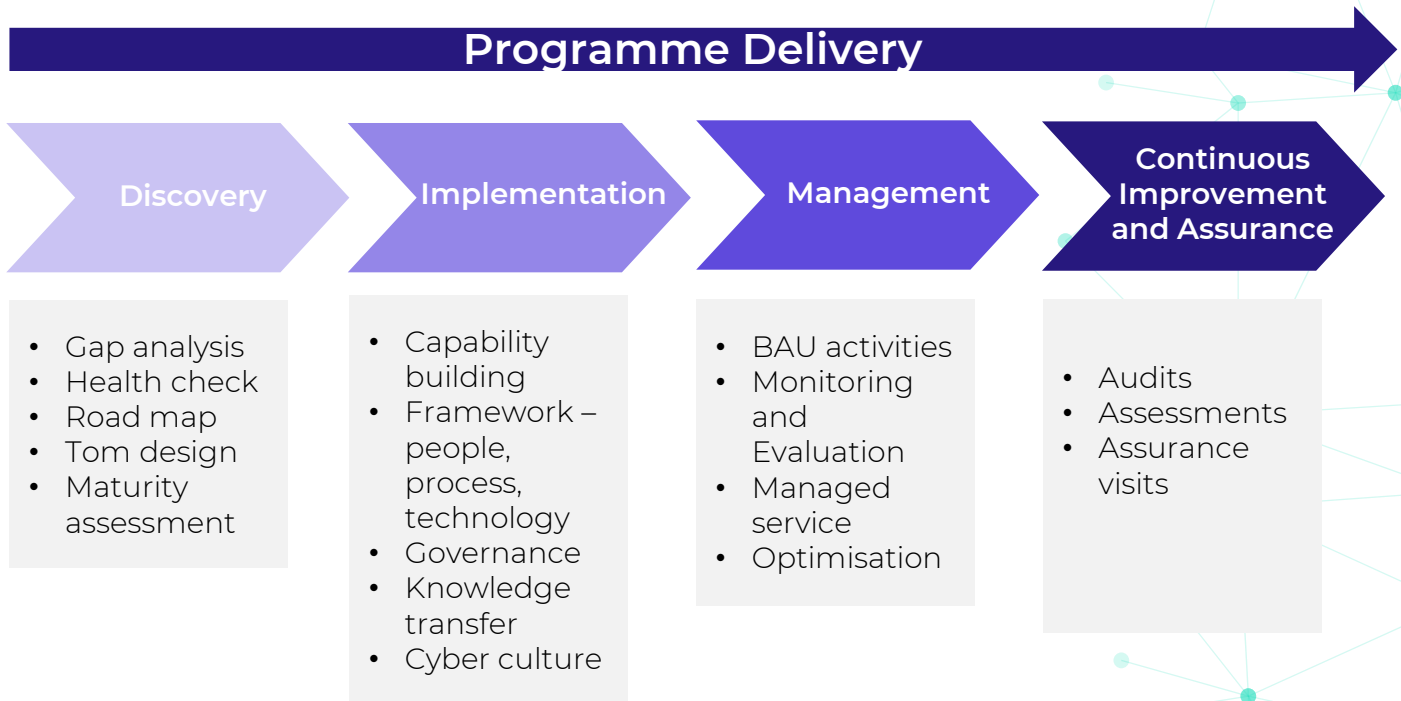 Programme Delivery
Discovery
• Gap analysis
• Health check
• Road map
• Tom design
• Maturity
assessment
Implementation
• Capability
building
• Framework –
people,
process,
technology
• Governance
• Knowledge
transfer
• Cyber culture
Management
• BAU activities
• Monitoring
and
Evaluation
• Managed
service
• Optimisation
Continuous
Improvement
and Assurance
• Audits
• Assessments
• Assurance
visits